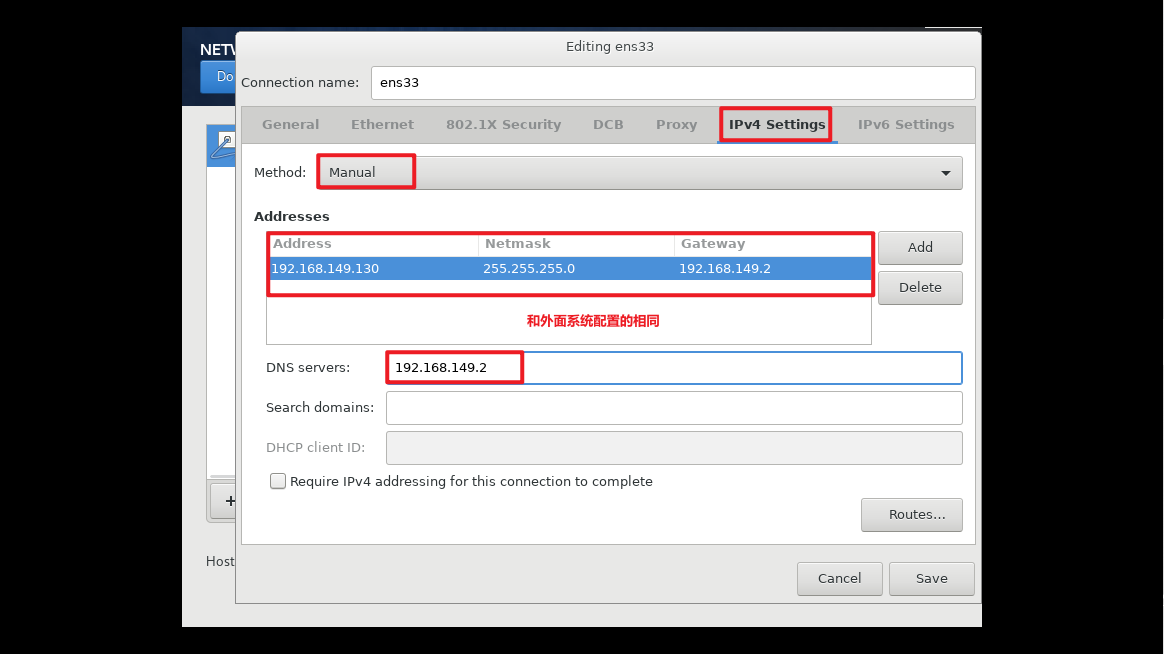 Editing ens33
NETW
Do
Connection name: ens33
General Ethernet 802.1X Security DCB Proxy IPv4 Settings IPv6 Settings
Method: Manual
Addresses
Address Netmask Gateway
192.168.149.130 255.255.255.0 192.168.149.2
Add
Delete
和外面系统配置的相同
DNS servers: 192.168.149.2
Search domains:
DHCP client ID:
Require IPv4 addressing for this connection to complete
+
Routes...
Host
Cancel Save